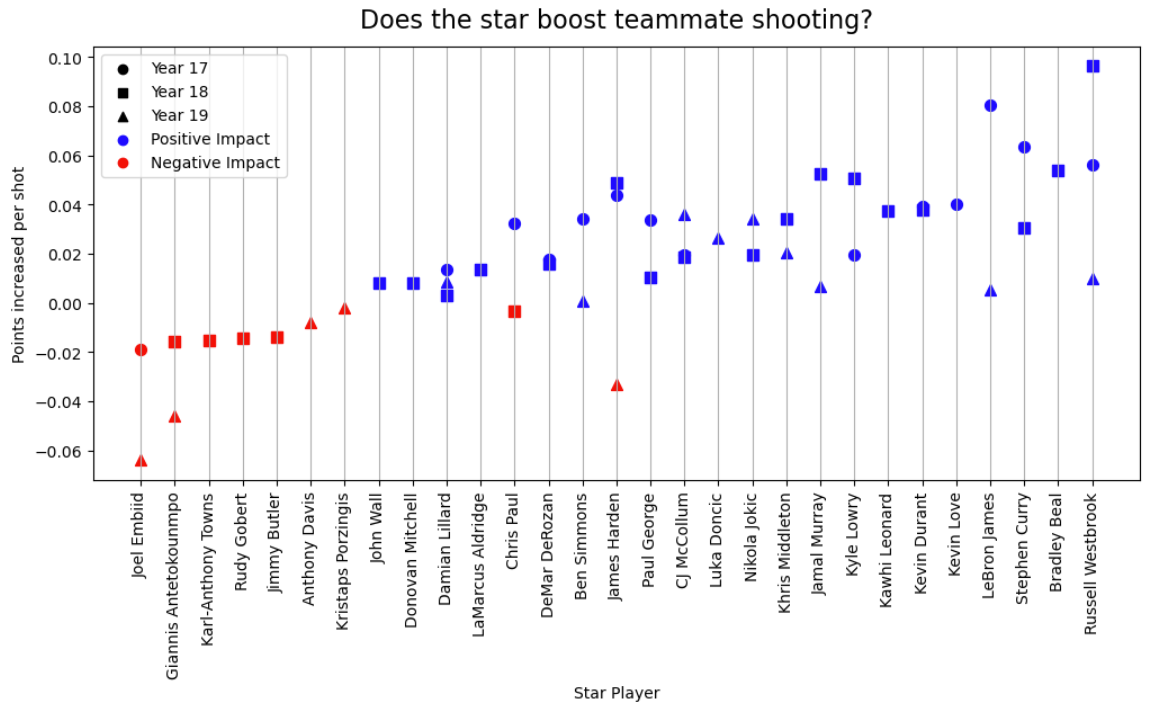 Does the star boost teammate shooting?
Year 17
Year 18
Year 19
Positive Impact
Negative Impact
Points increased per shot
0.10
0.08
0.06
0.04
0.02
0.00
−0.02
−0.04
−0.06
Joel Embiid
Giannis Antetokounmpo
Karl-Anthony Towns
Rudy Gobert
Jimmy Butler
Anthony Davis
Kristaps Porzingis
John Wall
Donovan Mitchell
Damian Lillard
LaMarcus Aldridge
Chris Paul
DeMar DeRozan
Ben Simmons
James Harden
Paul George
CJ McCollum
Luka Doncic
Nikola Jokic
Khris Middleton
Jamal Murray
Kyle Lowry
Kawhi Leonard
Kevin Durant
Kevin Love
LeBron James
Stephen Curry
Bradley Beal
Russell Westbrook
Star Player